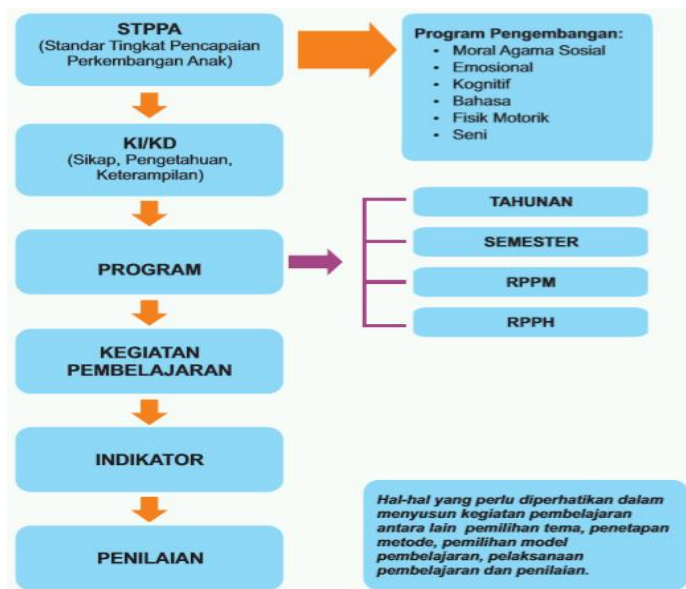 STPPA
(Standar Tingkat Pencapaian
Perkembangan Anak)
Program Pengembangan:
• Moral Agama Sosial
• Emosional
• Kognitif
• Bahasa
• Fisik Motorik
• Seni
KI/KD
(Sikap, Pengetahuan,
Keterampilan)
PROGRAM
TAHUNAN
SEMESTER
RPPM
RPPH
KEGIATAN
PEMBELAJARAN
INDIKATOR
PENILAIAN
Hal-hal yang perlu diperhatikan dalam
menyusun kegiatan pembelajaran
antara lain pemilihan tema, penetapan
metode, pemilihan model
pembelajaran, pelaksanaan
pembelajaran dan penilaian.